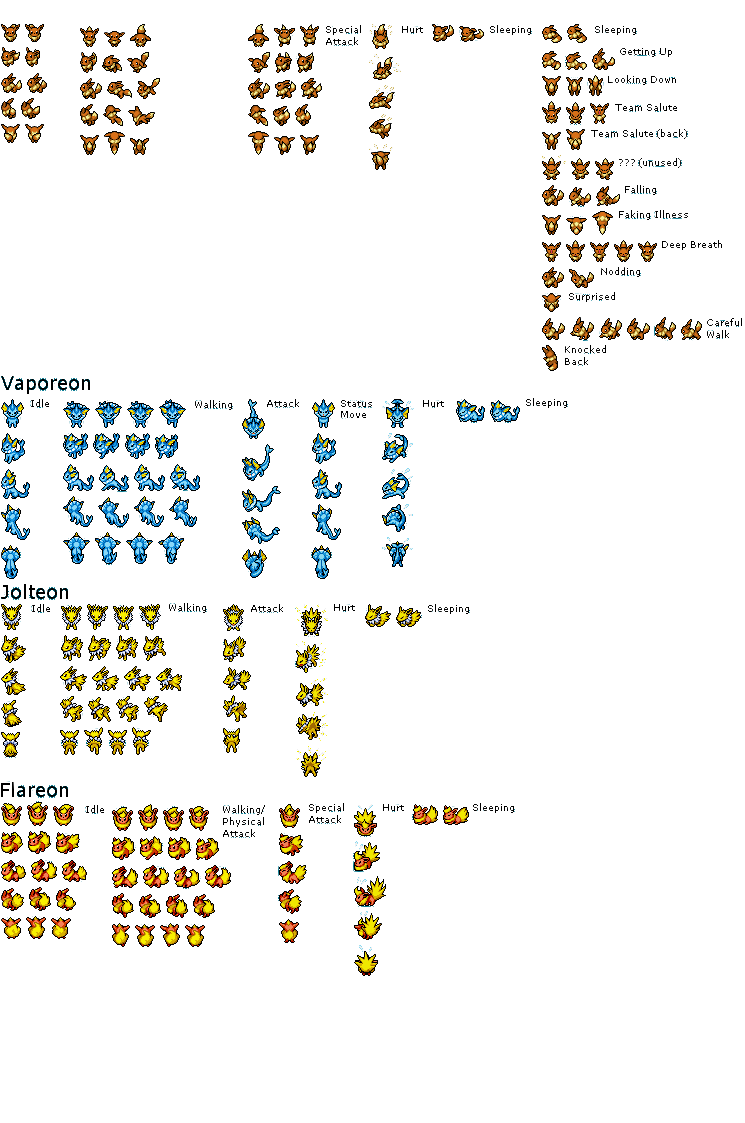 Special
Attack
Hurt
Sleeping
Sleeping
Getting Up
Looking Down
Team Salute
Team Salute (back)
??? (unused)
Falling
Faking Illness
Deep Breath
Nodding
Surprised
Careful
Walk
Knocked
Back
Vaporeon
Idle
Walking
Attack
Status
Move
Hurt
Sleeping
Jolteon
Idle
Walking
Attack
Hurt
Sleeping
Flareon
Idle
Walking/
Physical
Attack
Special
Attack
Hurt
Sleeping